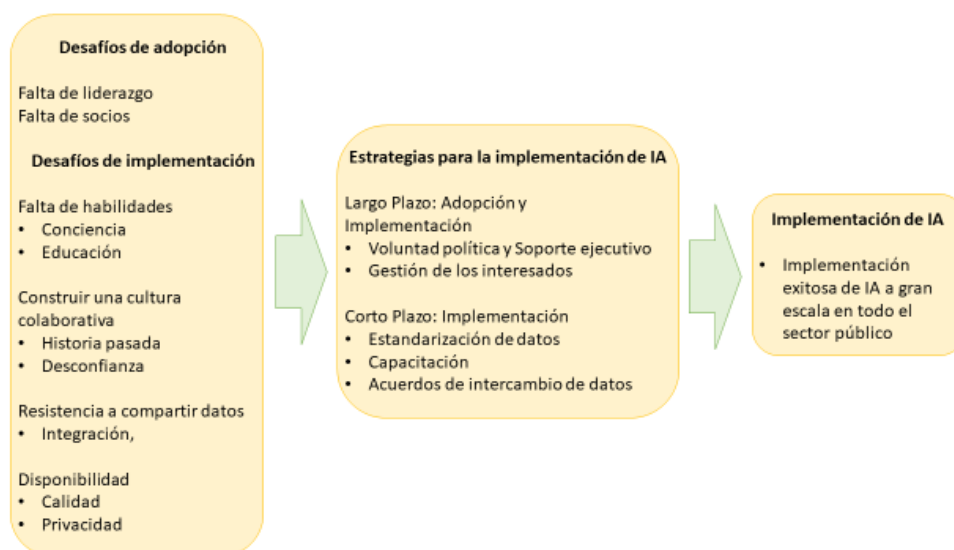 Desafíos de adopción
Falta de liderazgo
Falta de socios
Desafíos de implementación
Falta de habilidades
• Conciencia
• Educación
Construir una cultura
colaborativa
• Historia pasada
• Desconfianza
Resistencia a compartir datos
• Integración,
Disponibilidad
• Calidad
• Privacidad
Estrategias para la implementación de IA
Largo Plazo: Adopción y
Implementación
• Voluntad política y Soporte ejecutivo
• Gestión de los interesados
Corto Plazo: Implementación
• Estandarización de datos
• Capacitación
• Acuerdos de intercambio de datos
Implementación de IA
• Implementación
exitosa de IA a gran
escala en todo el
sector público